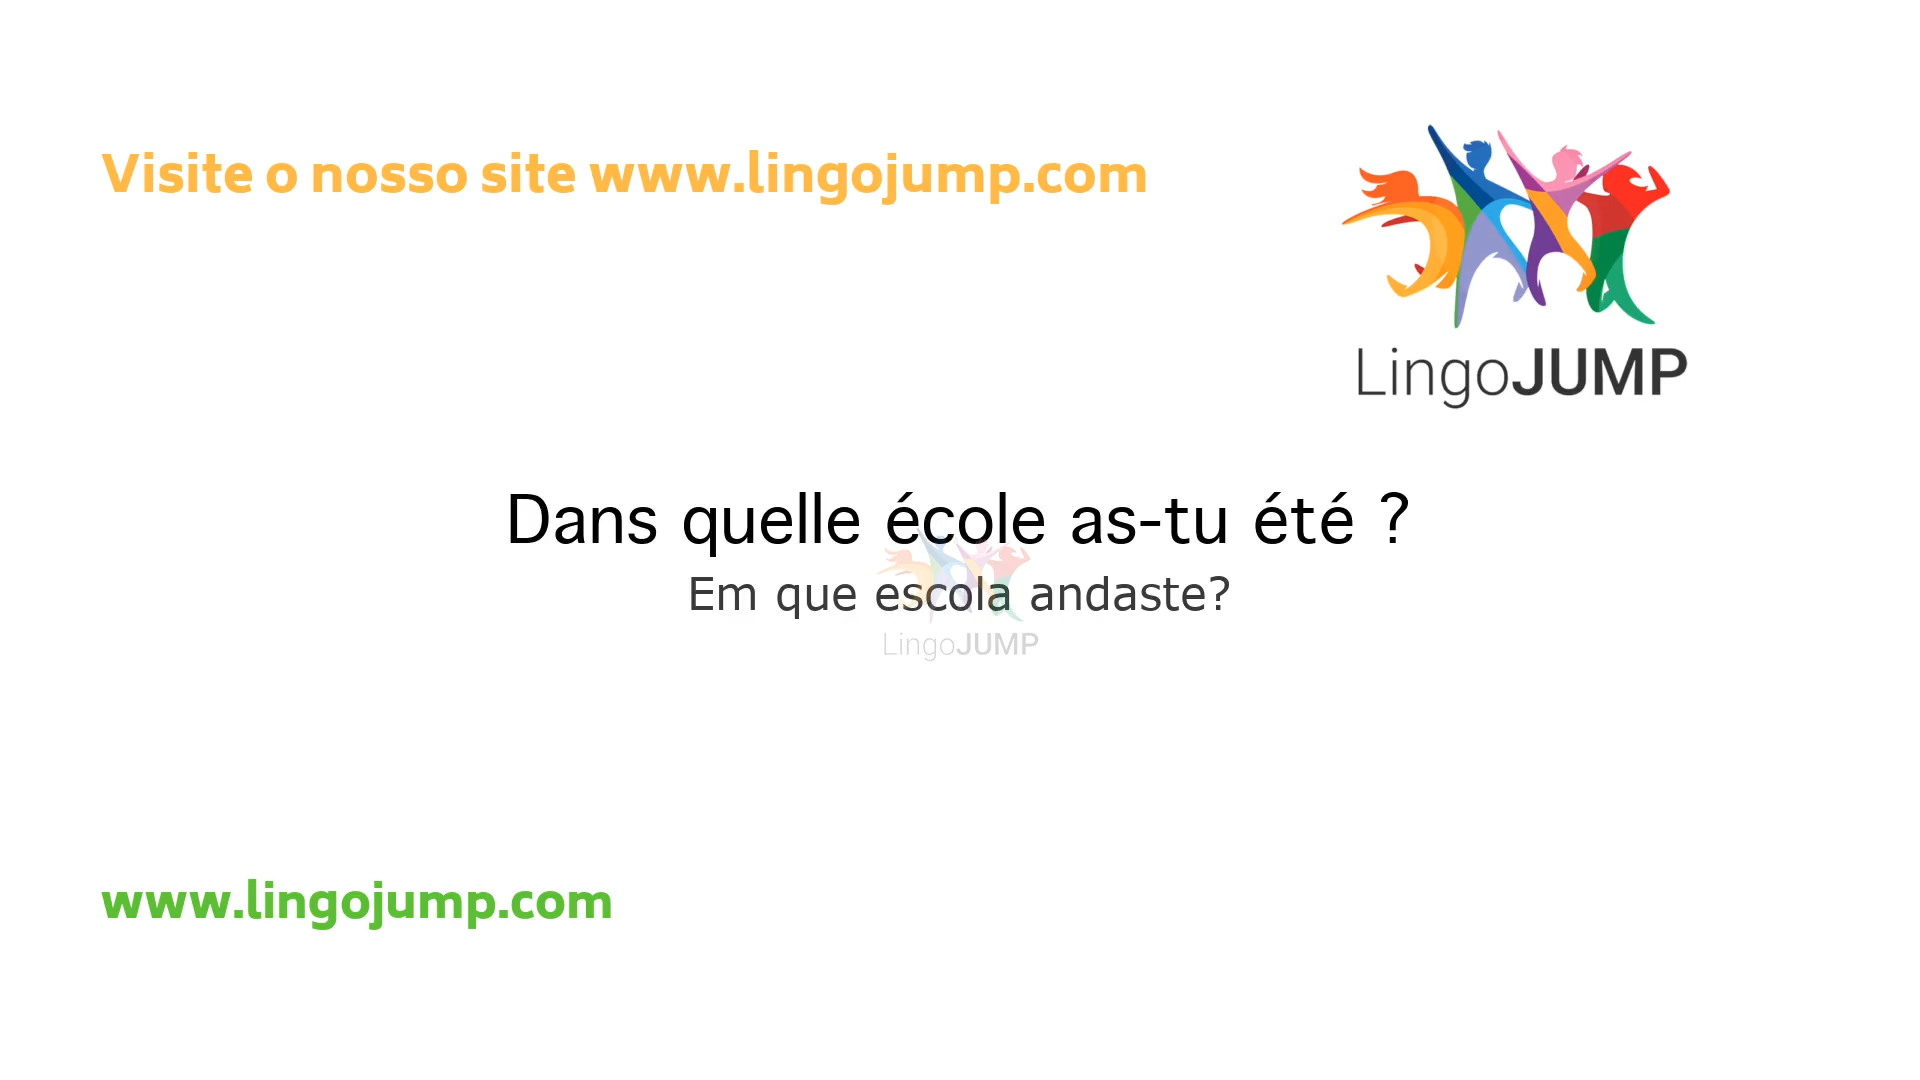 Visite o nosso site www.lingojump.com
LingoJUMP
Dans quelle école as-tu été ?
Em que escola andaste?
LingoJUMP
www.lingojump.com